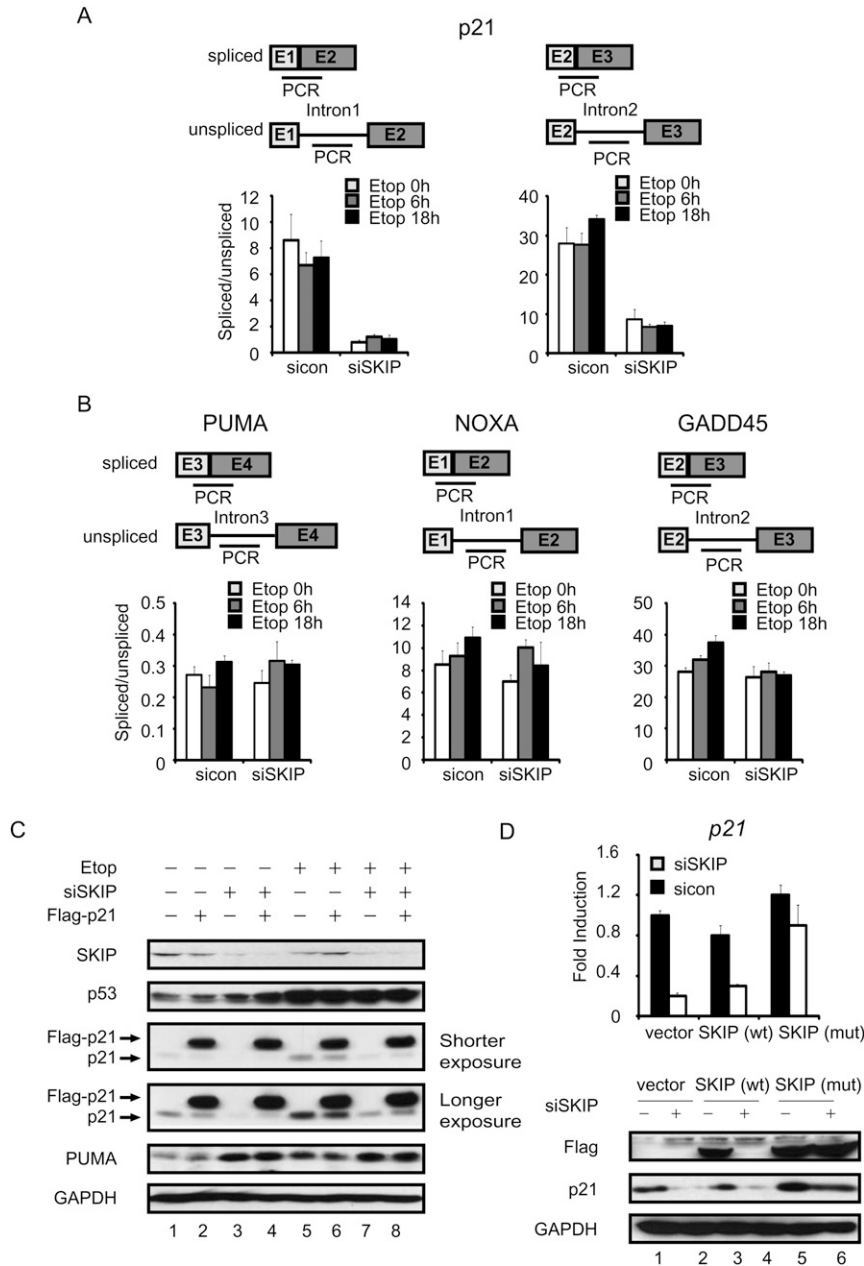 A
p21
spliced
E1 E2
PCR
E2 E3
PCR
unspliced
Intron1
E1 E2
PCR
Intron2
E2 E3
PCR
Spliced/unspliced
12
10
8
6
4
2
0
Etop 0h
Etop 6h
Etop 18h
sicon siSKIP
40
30
20
10
0
Etop 0h
Etop 6h
Etop 18h
sicon siSKIP
B
PUMA
NOXA
GADD45
spliced
E3 E4
PCR
E1 E2
PCR
E2 E3
PCR
unspliced
Intron3
E3 E4
PCR
Intron1
E1 E2
PCR
Intron2
E2 E3
PCR
Spliced/unspliced
0.5
0.4
0.3
0.2
0.1
0
Etop 0h
Etop 6h
Etop 18h
sicon siSKIP
14
12
10
8
6
4
2
0
Etop 0h
Etop 6h
Etop 18h
sicon siSKIP
50
40
30
20
10
0
Etop 0h
Etop 6h
Etop 18h
sicon siSKIP
C
Etop − − − − + + + +
siSKIP − − + + − − + +
Flag-p21 − + − + − + − +
SKIP
p53
Flag-p21
p21
Shorter exposure
Flag-p21
p21
Longer exposure
PUMA
GAPDH
1 2 3 4 5 6 7 8
D
p21
Fold Induction
1.6
1.2
0.8
0.4
0
siSKIP
sicon
vector SKIP (wt) SKIP (mut)
vector SKIP (wt) SKIP (mut)
siSKIP − + − + − +
Flag
p21
GAPDH
1 2 3 4 5 6